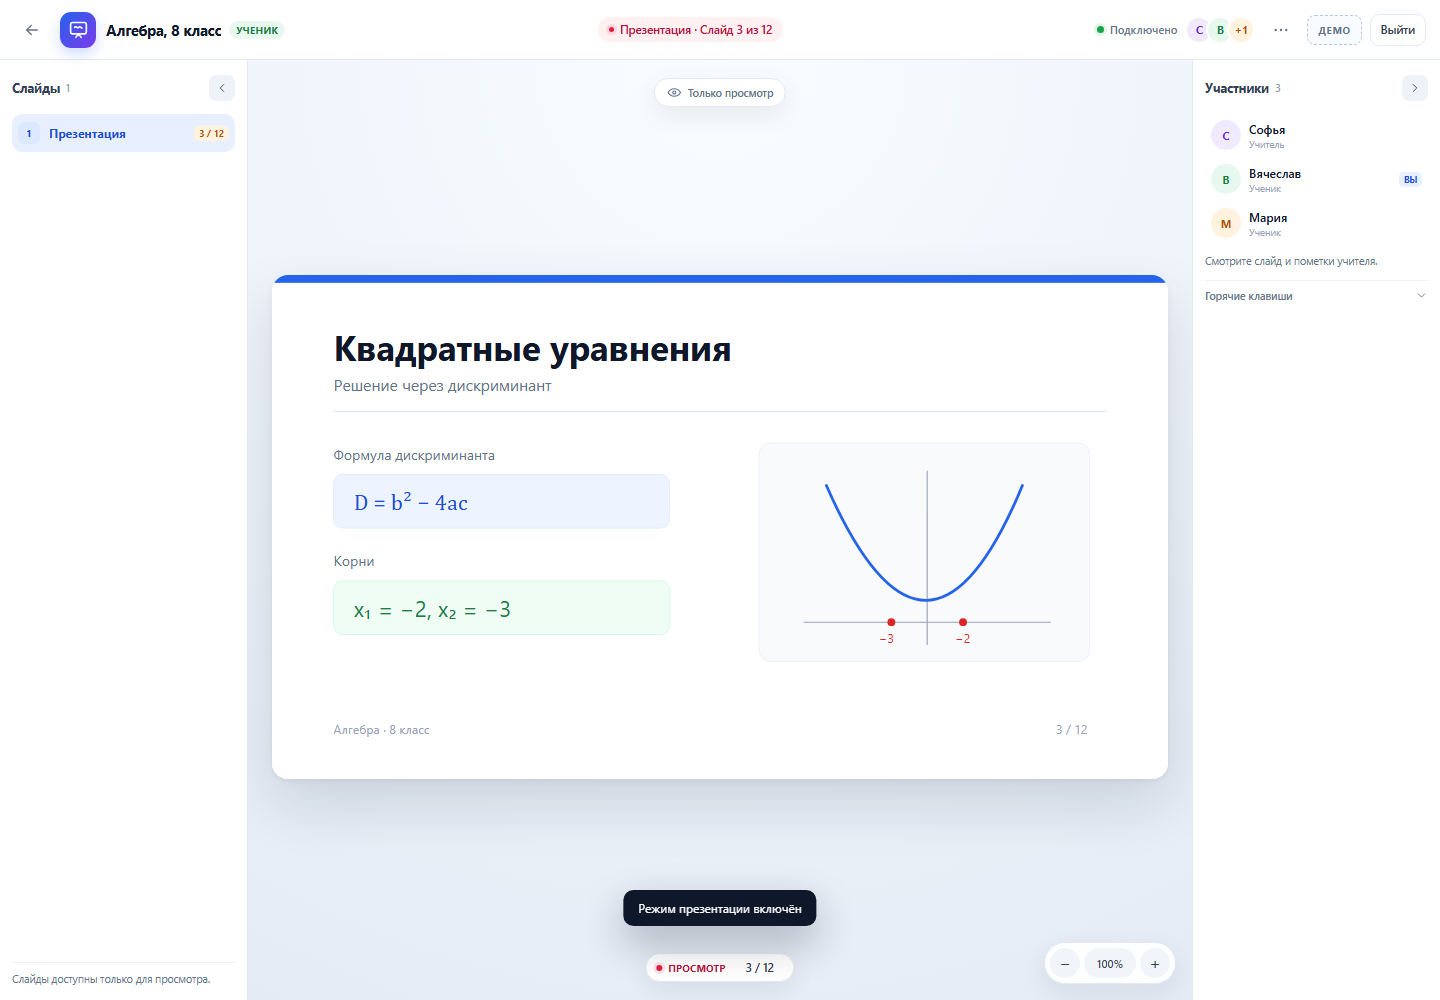 Алгебра, 8 класс УЧЕНИК
Презентация · Слайд 3 из 12
Подключено С В +1 ··· ДЕМО Выйти
Слайды 1
1 Презентация 3 / 12
Слайды доступны только для просмотра.
Только просмотр
Квадратные уравнения
Решение через дискриминант
Формула дискриминанта
D = b² − 4ac
Корни
x₁ = −2, x₂ = −3
−3 −2
Алгебра · 8 класс 3 / 12
Режим презентации включён
ПРОСМОТР 3 / 12
− 100% +
Участники 3
С Софья
Учитель
В Вячеслав ВЫ
Ученик
М Мария
Ученик
Смотрите слайд и пометки учителя.
Горячие клавиши